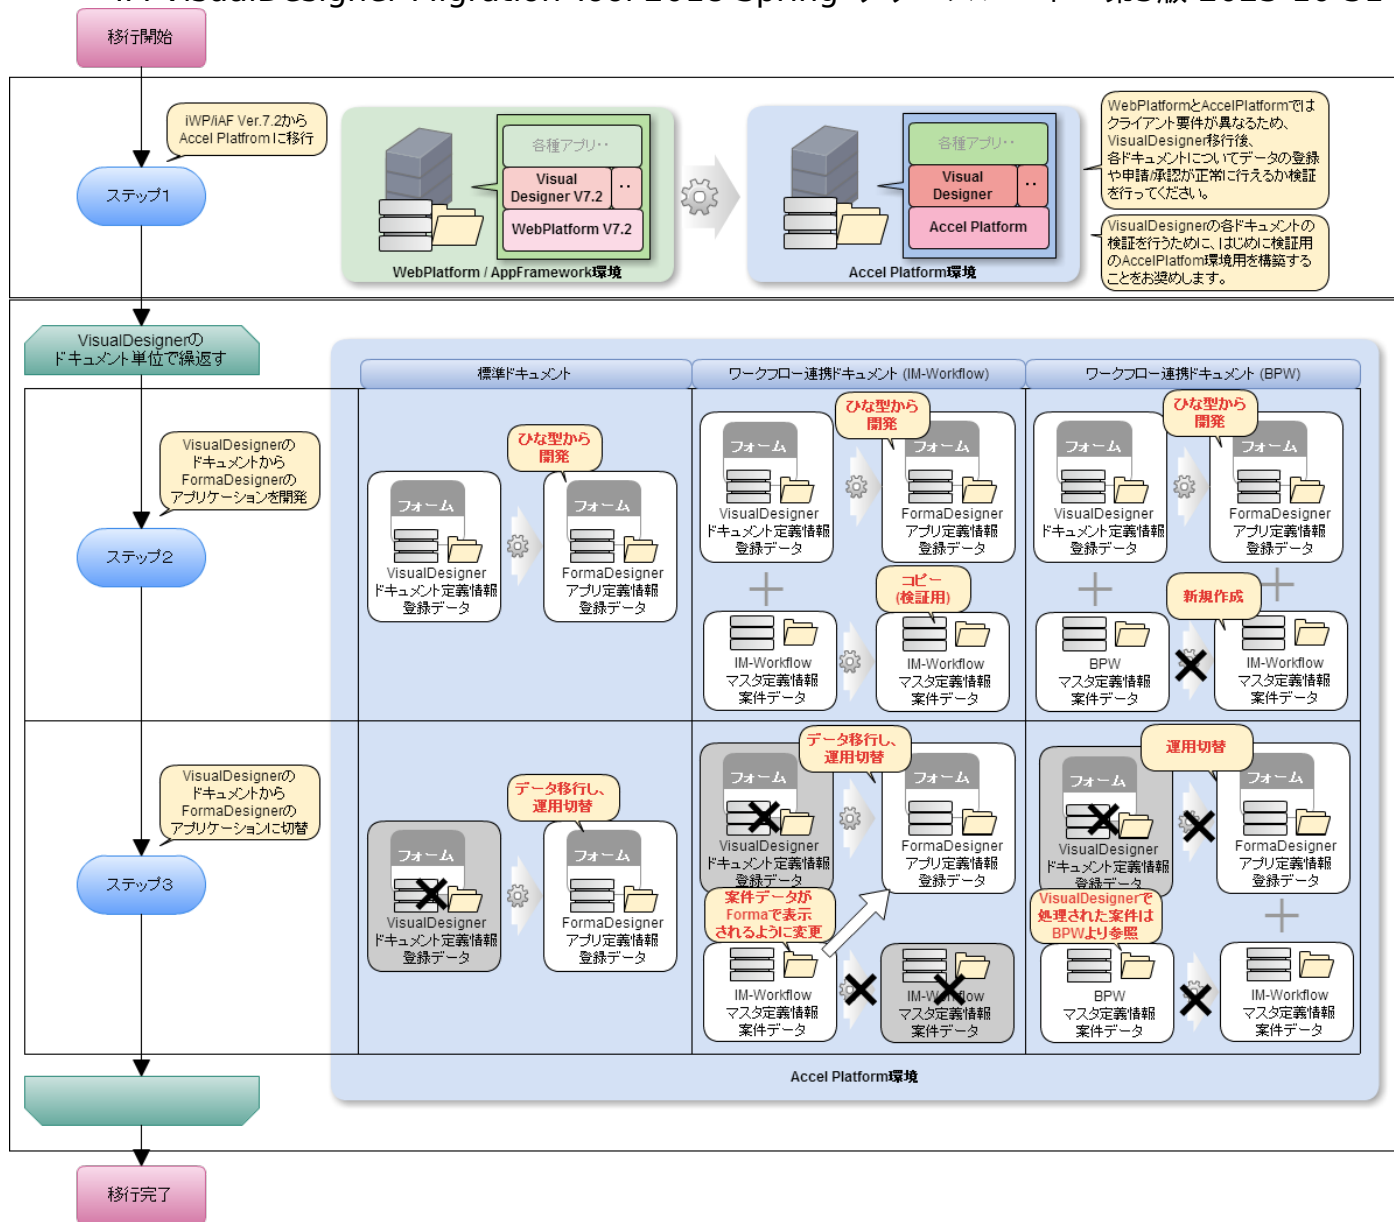 移行開始
iWP/iAF Ver.7.2から
Accel Platfromに移行
ステップ1
各種アプリ‥
Visual
Designer V7.2
‥
WebPlatform V7.2
WebPlatform / AppFramework環境
各種アプリ‥
Visual
Designer
‥
Accel Platform
Accel Platform環境
WebPlatformとAccelPlatformでは
クライアント要件が異なるため、
VisualDesigner移行後、
各ドキュメントについてデータの登録
や申請/承認が正常に行えるか検証
を行ってください。
VisualDesignerの各ドキュメントの
検証を行うために、はじめに検証用
のAccelPlatfom環境用を構築する
ことをお奨めします。
VisualDesignerの
ドキュメント単位で繰返す
標準ドキュメント
ワークフロー連携ドキュメント (IM-Workflow)
ワークフロー連携ドキュメント (BPW)
VisualDesignerの
ドキュメントから
FormaDesignerの
アプリケーションを開発
ステップ2
ひな型から
開発
フォーム
VisualDesigner
ドキュメント定義情報
登録データ
フォーム
FormaDesigner
アプリ定義情報
登録データ
ひな型から
開発
フォーム
VisualDesigner
ドキュメント定義情報
登録データ
フォーム
FormaDesigner
アプリ定義情報
登録データ
コピー
(検証用)
IM-Workflow
マスタ定義情報
案件データ
IM-Workflow
マスタ定義情報
案件データ
ひな型から
開発
フォーム
VisualDesigner
ドキュメント定義情報
登録データ
フォーム
FormaDesigner
アプリ定義情報
登録データ
新規作成
BPW
マスタ定義情報
案件データ
IM-Workflow
マスタ定義情報
案件データ
VisualDesignerの
ドキュメントから
FormaDesignerの
アプリケーションに切替
ステップ3
データ移行し、
運用切替
フォーム
VisualDesigner
ドキュメント定義情報
登録データ
フォーム
FormaDesigner
アプリ定義情報
登録データ
データ移行し、
運用切替
フォーム
VisualDesigner
ドキュメント定義情報
登録データ
フォーム
FormaDesigner
アプリ定義情報
登録データ
案件データが
Formaで表示
されるように変更
IM-Workflow
マスタ定義情報
案件データ
IM-Workflow
マスタ定義情報
案件データ
運用切替
フォーム
VisualDesigner
ドキュメント定義情報
登録データ
フォーム
FormaDesigner
アプリ定義情報
登録データ
VisualDesignerで
処理された案件は
BPWより参照
BPW
マスタ定義情報
案件データ
IM-Workflow
マスタ定義情報
案件データ
Accel Platform環境
移行完了